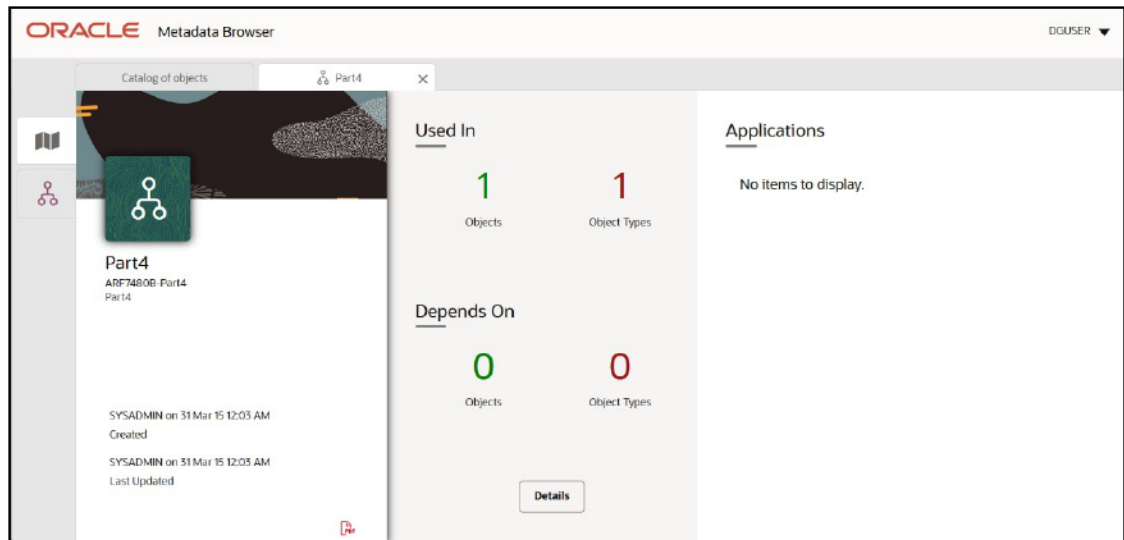 ORACLE Metadata Browser
DGUSER
Catalog of objects
Part4
Part4
ARF7480B-Part4
Part4
SYSADMIN on 31 Mar 15 12:03 AM
Created
SYSADMIN on 31 Mar 15 12:03 AM
Last Updated
PDF
Used In
1 1
Objects Object Types
Depends On
0 0
Objects Object Types
Details
Applications
No items to display.